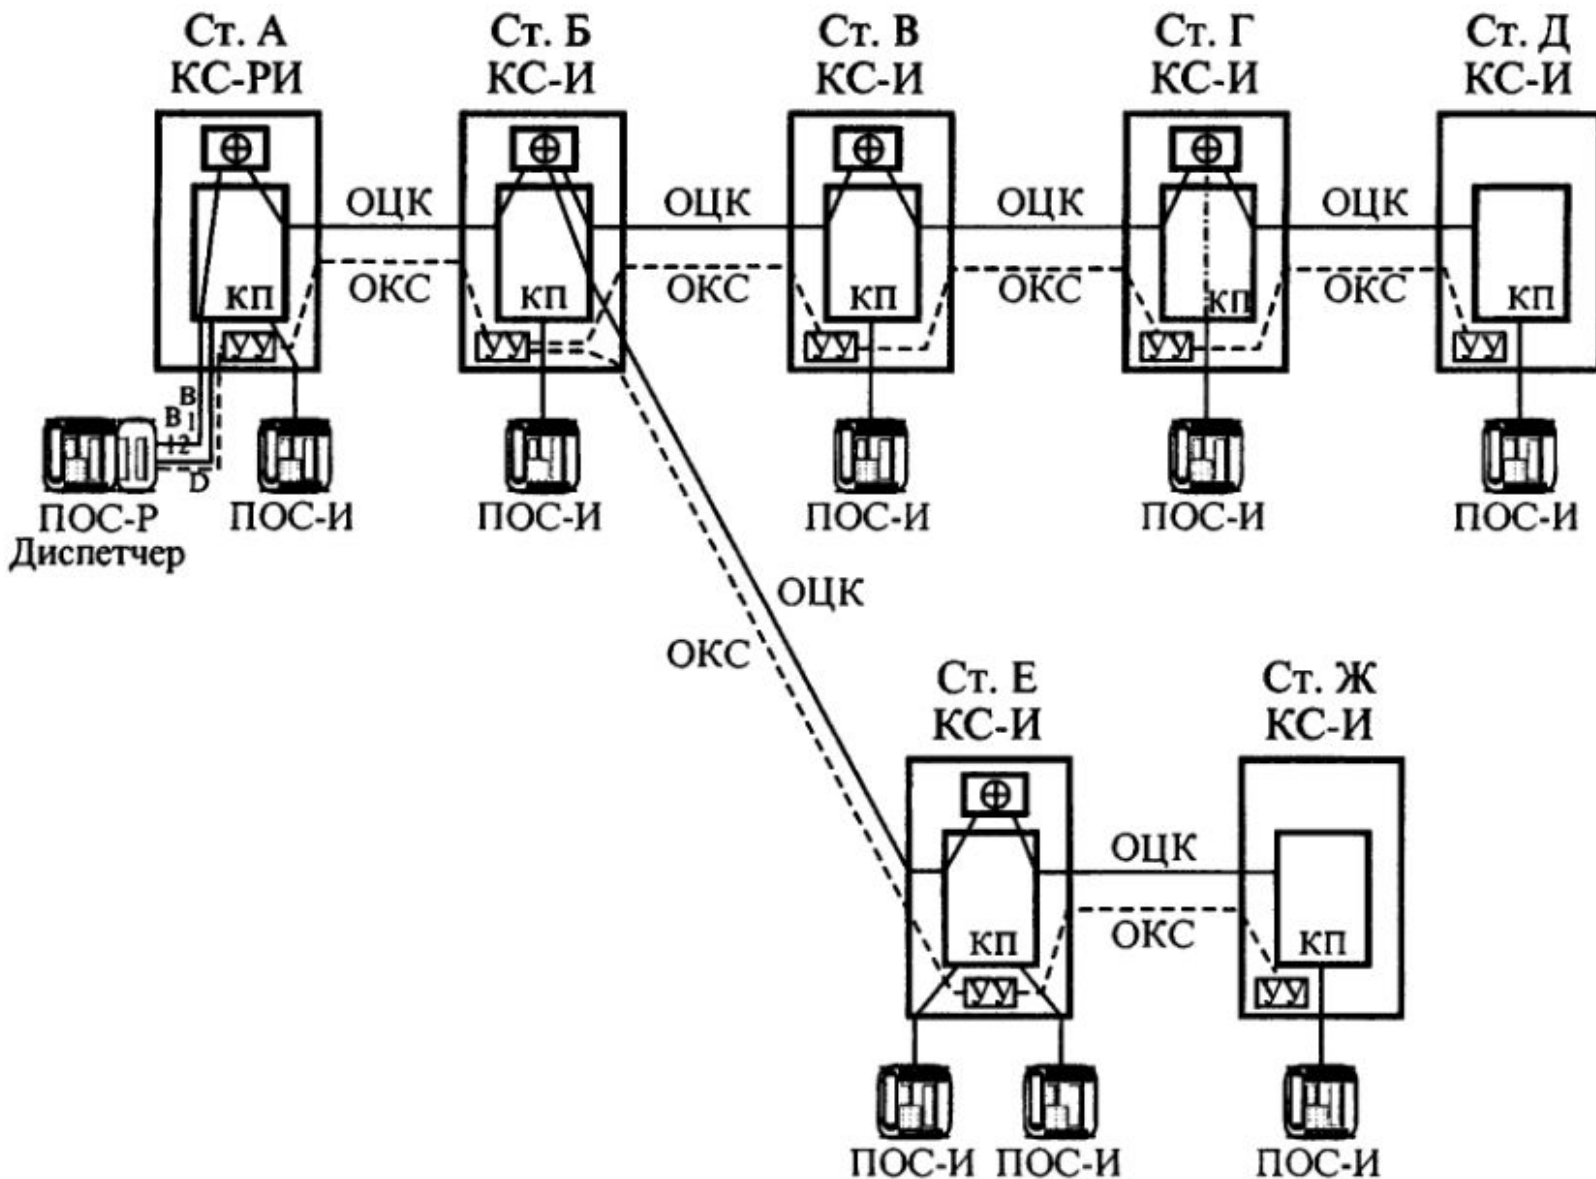 Ст. А
КС-РИ
Ст. Б
КС-И
Ст. В
КС-И
Ст. Г
КС-И
Ст. Д
КС-И
ОЦК
ОЦК
ОЦК
ОЦК
ОКС
ОКС
ОКС
ОКС
КП
КП
КП
КП
КП
УУ
УУ
УУ
УУ
УУ
В
1
В
2
D
ПОС-Р
Диспетчер
ПОС-И
ПОС-И
ПОС-И
ПОС-И
ПОС-И
ОЦК
ОКС
Ст. Е
КС-И
Ст. Ж
КС-И
ОЦК
ОКС
КП
КП
УУ
УУ
ПОС-И
ПОС-И
ПОС-И